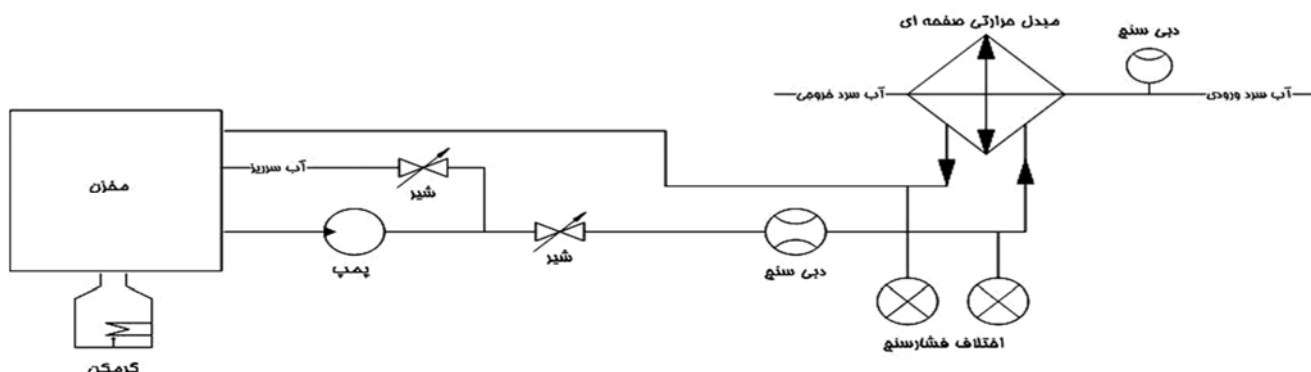 مبدل حرارتی صفحه ای
دبی سنج
آب سرد ورودی
آب سرد خروجی
مخزن
آب سرریز
شیر
شیر
پمپ
دبی سنج
اختلاف فشارسنج
گرمکن